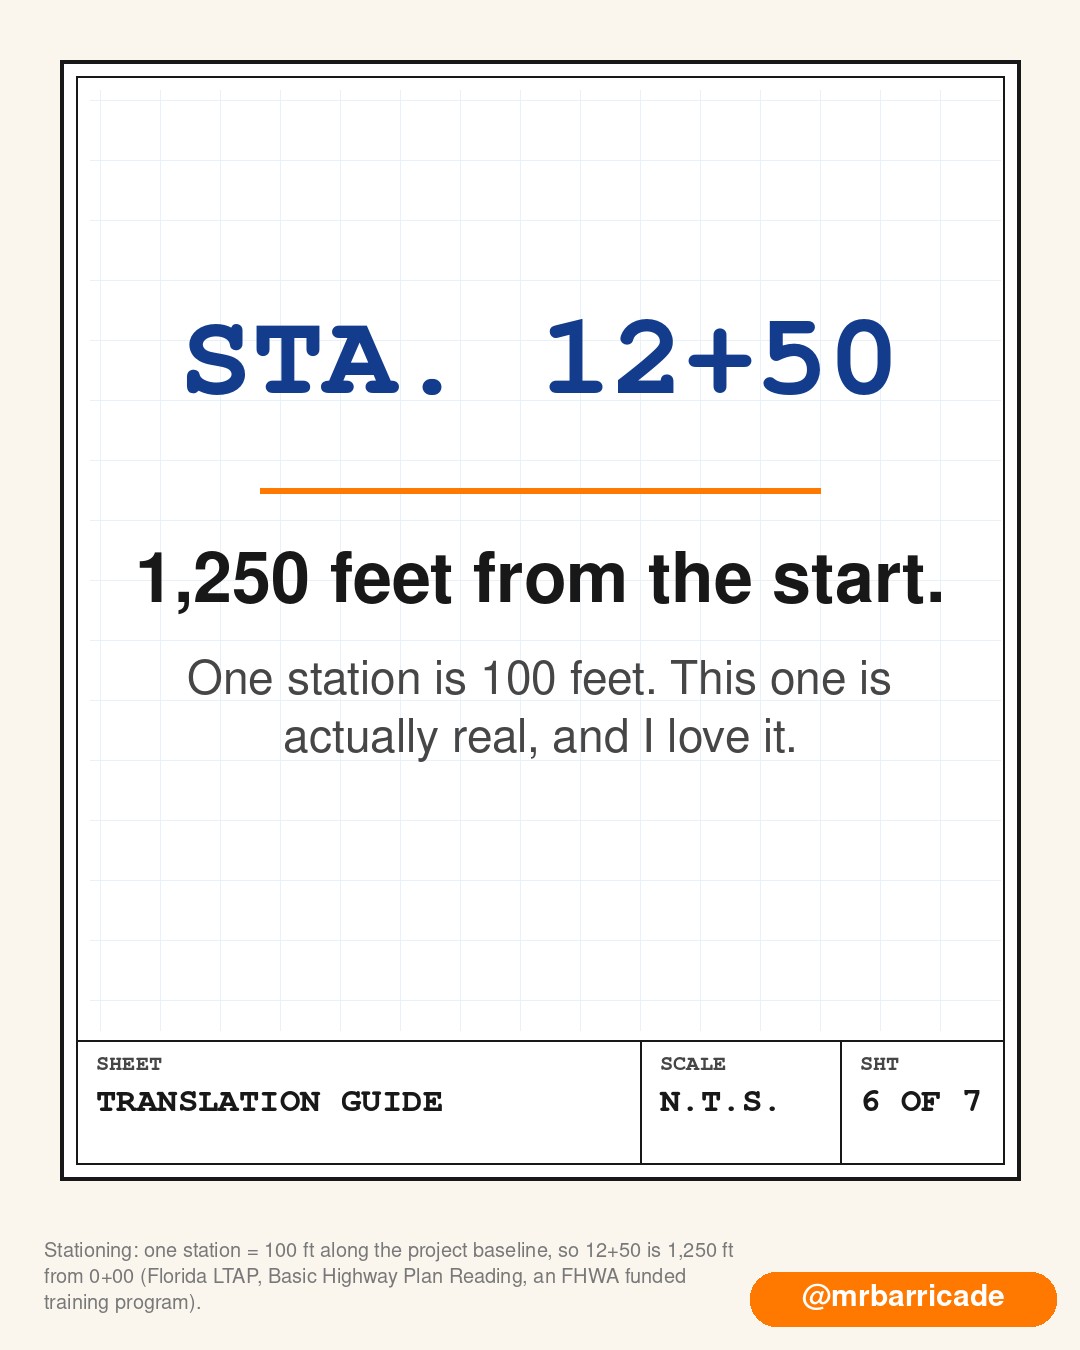 STA. 12+50
1,250 feet from the start.
One station is 100 feet. This one is
actually real, and I love it.
SHEET
TRANSLATION GUIDE
SCALE
N.T.S.
SHT
6 OF 7
Stationing: one station = 100 ft along the project baseline, so 12+50 is 1,250 ft
from 0+00 (Florida LTAP, Basic Highway Plan Reading, an FHWA funded
training program).
@mrbarricade